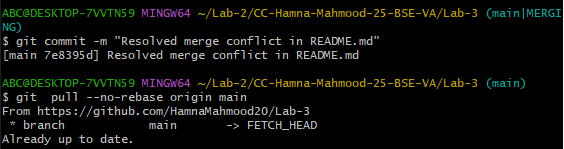 ABC@DESKTOP-7VVTN59 MINGW64 ~/Lab-2/CC-Hamna-Mahmood-25-BSE-VA/Lab-3 (main|MERGI
NG)
$ git commit -m "Resolved merge conflict in README.md"
[main 7e8395d] Resolved merge conflict in README.md
ABC@DESKTOP-7VVTN59 MINGW64 ~/Lab-2/CC-Hamna-Mahmood-25-BSE-VA/Lab-3 (main)
$ git  pull --no-rebase origin main
From https://github.com/HamnaMahmood20/Lab-3
 * branch            main       -> FETCH_HEAD
Already up to date.